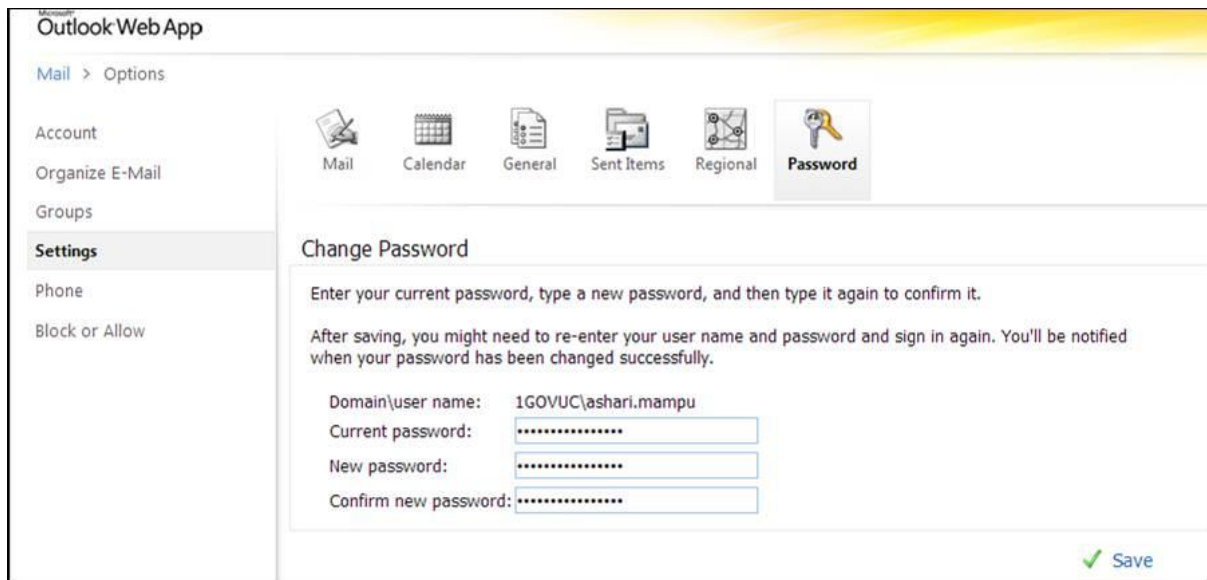 Microsoft
Outlook Web App
Mail > Options
Account
Organize E-Mail
Groups
Settings
Phone
Block or Allow
Mail
Calendar
General
Sent Items
Regional
Password
Change Password
Enter your current password, type a new password, and then type it again to confirm it.
After saving, you might need to re-enter your user name and password and sign in again. You'll be notified
when your password has been changed successfully.
Domain\user name: 1GOVUC\ashari.mampu
Current password: ••••••••••••••••
New password: ••••••••••••••••
Confirm new password: ••••••••••••••••
Save